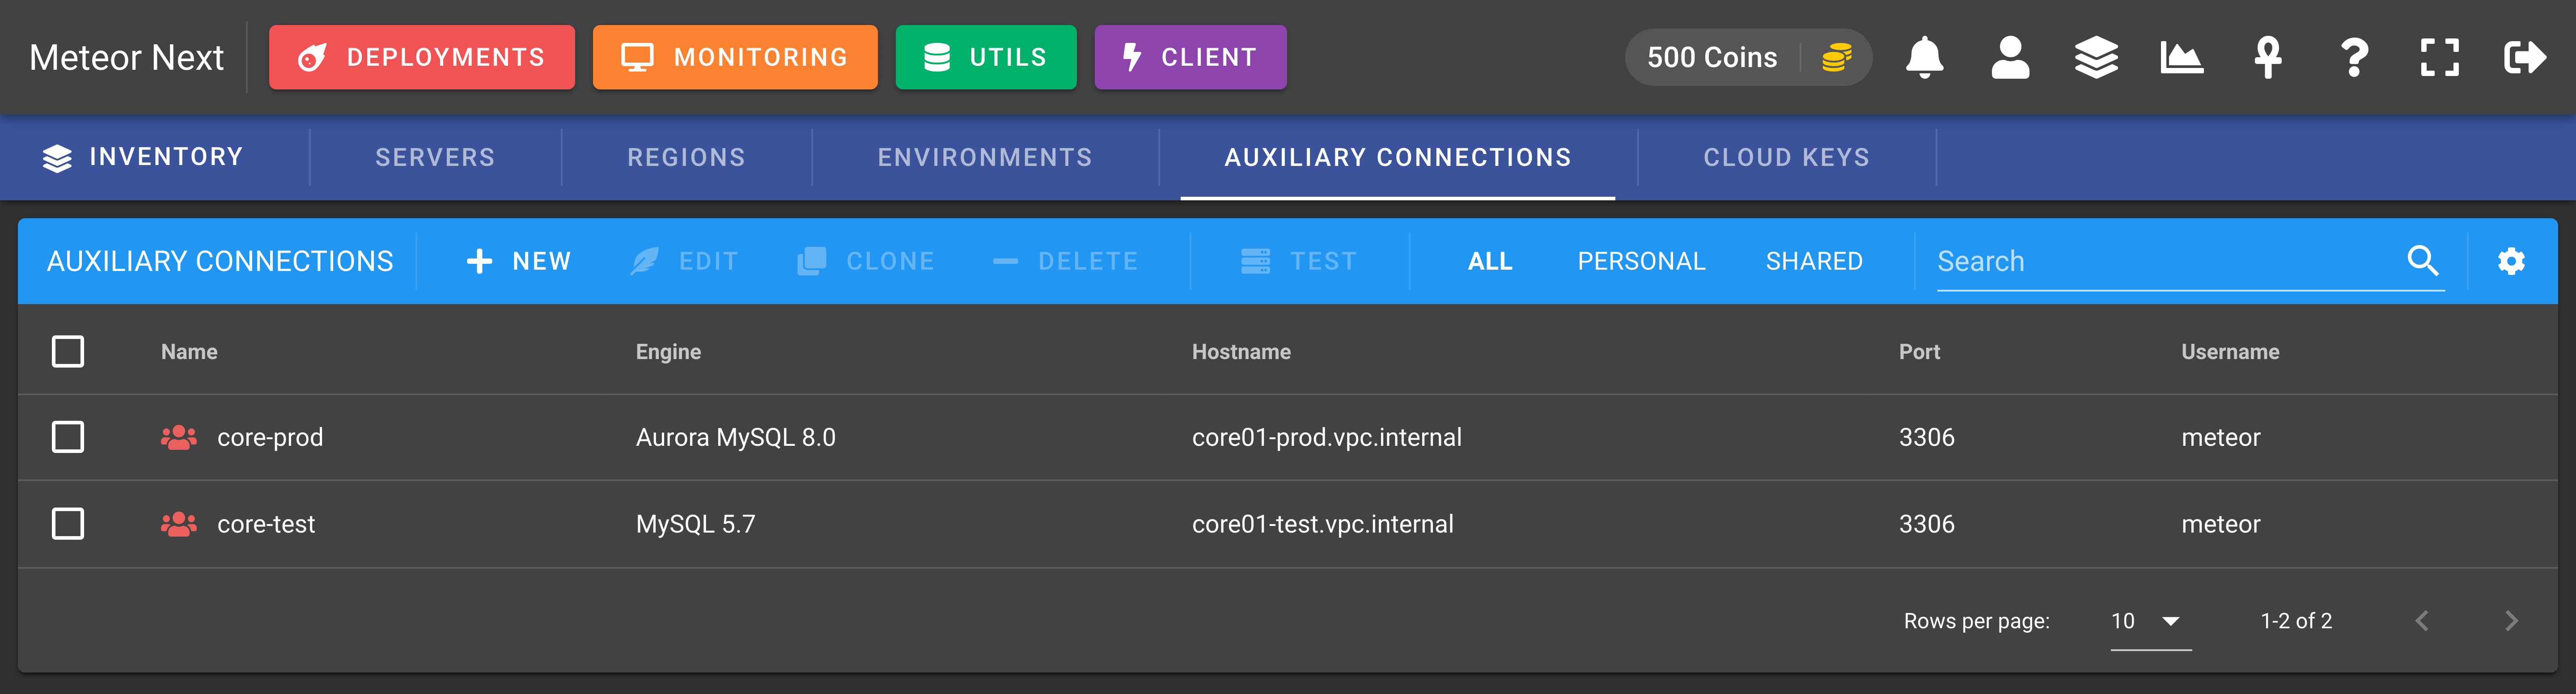 Meteor Next DEPLOYMENTS MONITORING UTILS CLIENT 500 Coins
INVENTORY SERVERS REGIONS ENVIRONMENTS AUXILIARY CONNECTIONS CLOUD KEYS
AUXILIARY CONNECTIONS NEW EDIT CLONE DELETE TEST ALL PERSONAL SHARED Search
Name Engine Hostname Port Username
core-prod Aurora MySQL 8.0 core01-prod.vpc.internal 3306 meteor
core-test MySQL 5.7 core01-test.vpc.internal 3306 meteor
Rows per page: 10 1-2 of 2